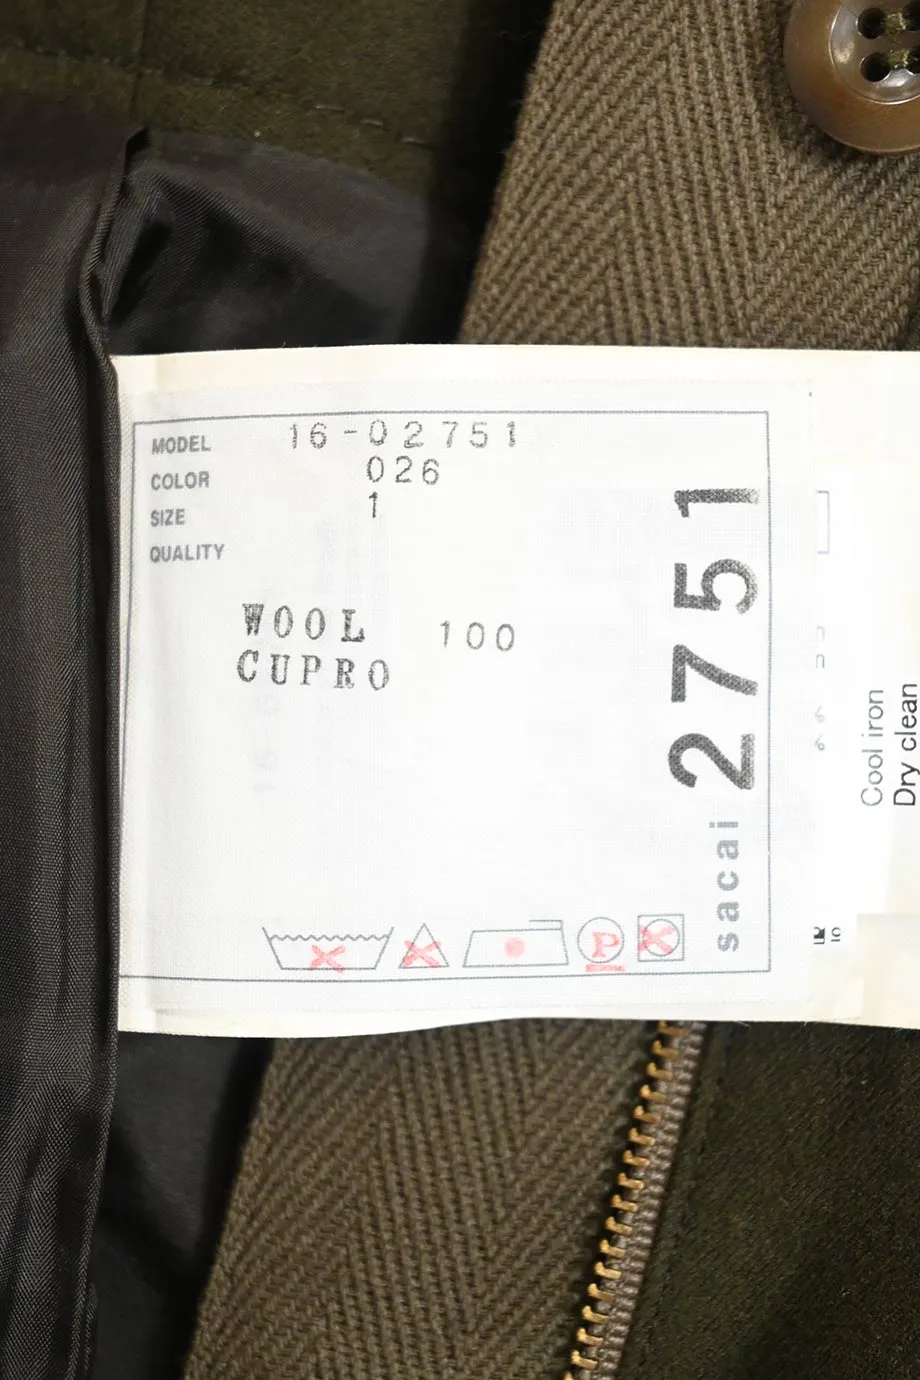 MODEL 16-02751
COLOR 026
SIZE 1
QUALITY
WOOL 100
CUPRO
P
sacai 2751
Cool iron
Dry clean